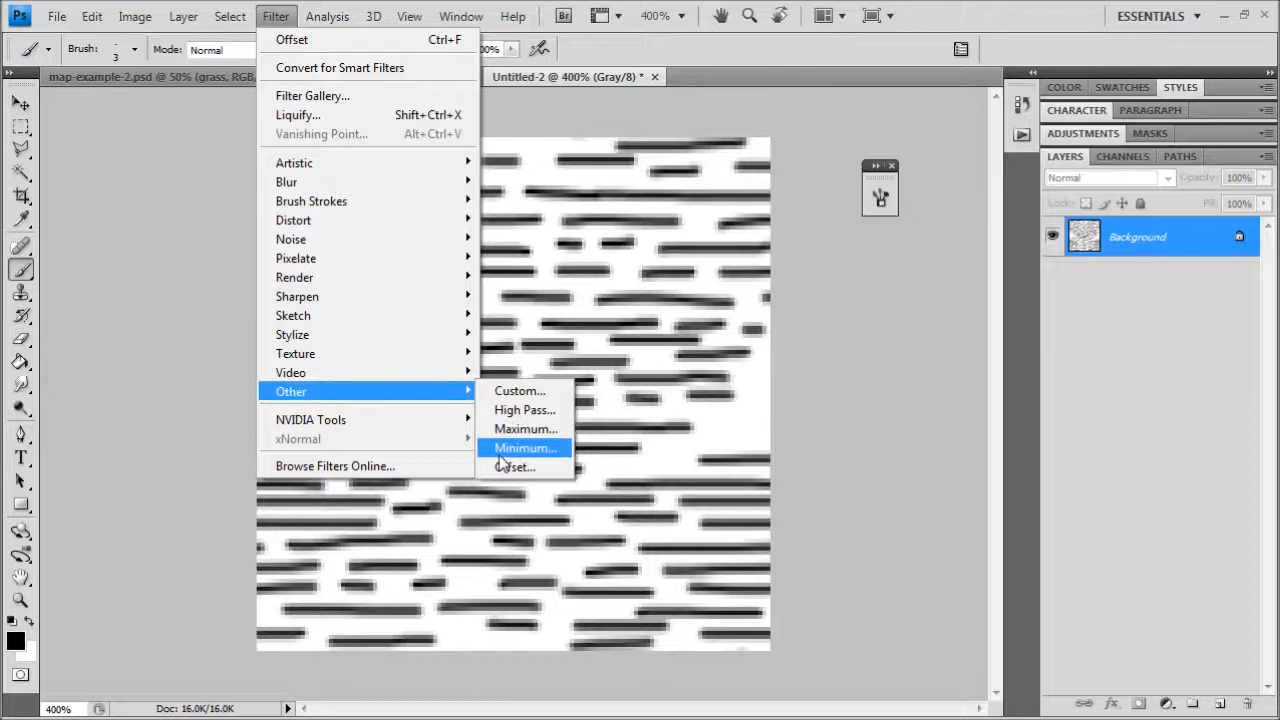 Ps File Edit Image Layer Select Filter Analysis 3D View Window Help Br 400% ESSENTIALS
Brush: 3 Mode: Normal 00%
map-example-2.psd @ 50% (grass, RGB, Untitled-2 @ 400% (Gray/8) *
Offset Ctrl+F
Convert for Smart Filters
Filter Gallery...
Liquify... Shift+Ctrl+X
Vanishing Point... Alt+Ctrl+V
Artistic
Blur
Brush Strokes
Distort
Noise
Pixelate
Render
Sharpen
Sketch
Stylize
Texture
Video
Other
NVIDIA Tools
xNormal
Browse Filters Online...
Custom...
High Pass...
Maximum...
Minimum...
Offset...
COLOR SWATCHES STYLES
CHARACTER PARAGRAPH
ADJUSTMENTS MASKS
LAYERS CHANNELS PATHS
Normal Opacity: 100%
Lock: Fill: 100%
Background
T
400% Doc: 16.0K/16.0K